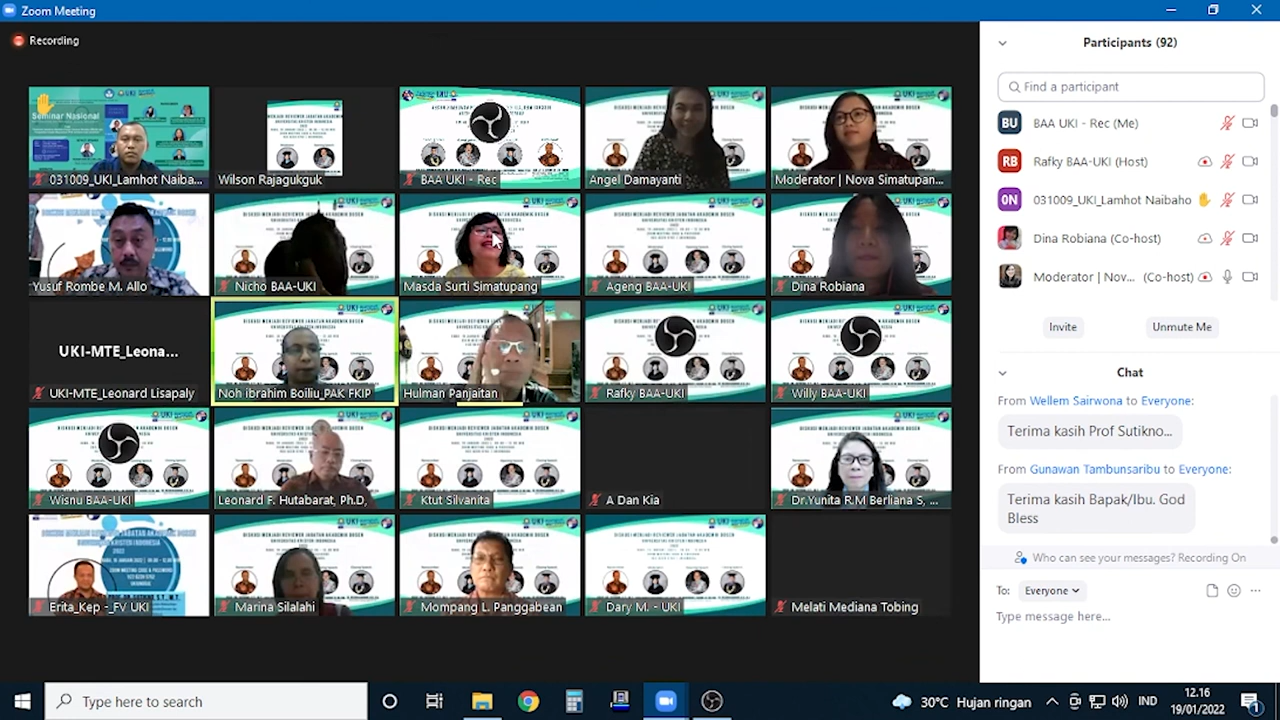 Zoom Meeting
Recording
Seminar Nasional
031009_UKI_Lamhot Naiba...
Wilson Rajagukguk
BAA UKI - Rec
Angel Damayanti
Moderator | Nova Simatupan...
Yusuf Rombe M. Allo
Nicho BAA-UKI
Masda Surti Simatupang
Ageng BAA-UKI
Dina Robiana
UKI-MTE_Leona...
UKI-MTE_Leonard Lisapaly
Noh ibrahim Boiliu_PAK FKIP
Hulman Panjaitan
Rafky BAA-UKI
Willy BAA-UKI
Wisnu BAA-UKI
Leonard F. Hutabarat, Ph.D,
Ktut Silvanita
A Dan Kia
Dr.Yunita R.M Berliana S, ...
Erita_Kep -_FV UKI
Marina Silalahi
Mompang L. Panggabean
Dary M. - UKI
Melati Mediana Tobing
Participants (92)
Find a participant
BU BAA UKI - Rec (Me)
RB Rafky BAA-UKI (Host)
0N 031009_UKI_Lamhot Naibaho
Dina Robiana (Co-host)
Moderator | Nov... (Co-host)
Invite
Unmute Me
Chat
From Wellem Sairwona to Everyone:
Terima kasih Prof Sutikno
From Gunawan Tambunsaribu to Everyone:
Terima kasih Bapak/Ibu. God
Bless
Who can see your messages? Recording On
To: Everyone
Type message here...
Type here to search
30°C Hujan ringan
IND
12.16
19/01/2022
1